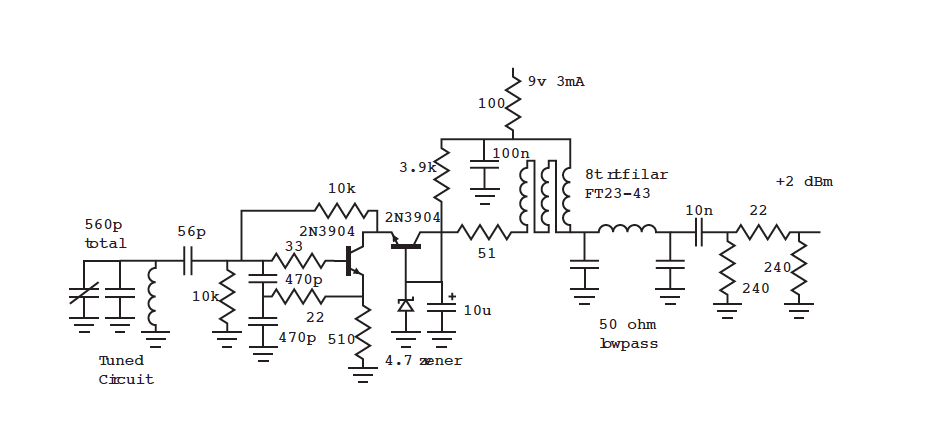 9v 3mA
100
100n
3.9k
8t trifilar
FT23-43
+2 dBm
10k
2N3904
10n
22
560p
total
56p
2N3904
33
51
470p
10k
240
240
10u
22
470p
510
50 ohm
lowpass
Tuned
Circuit
4.7 zener